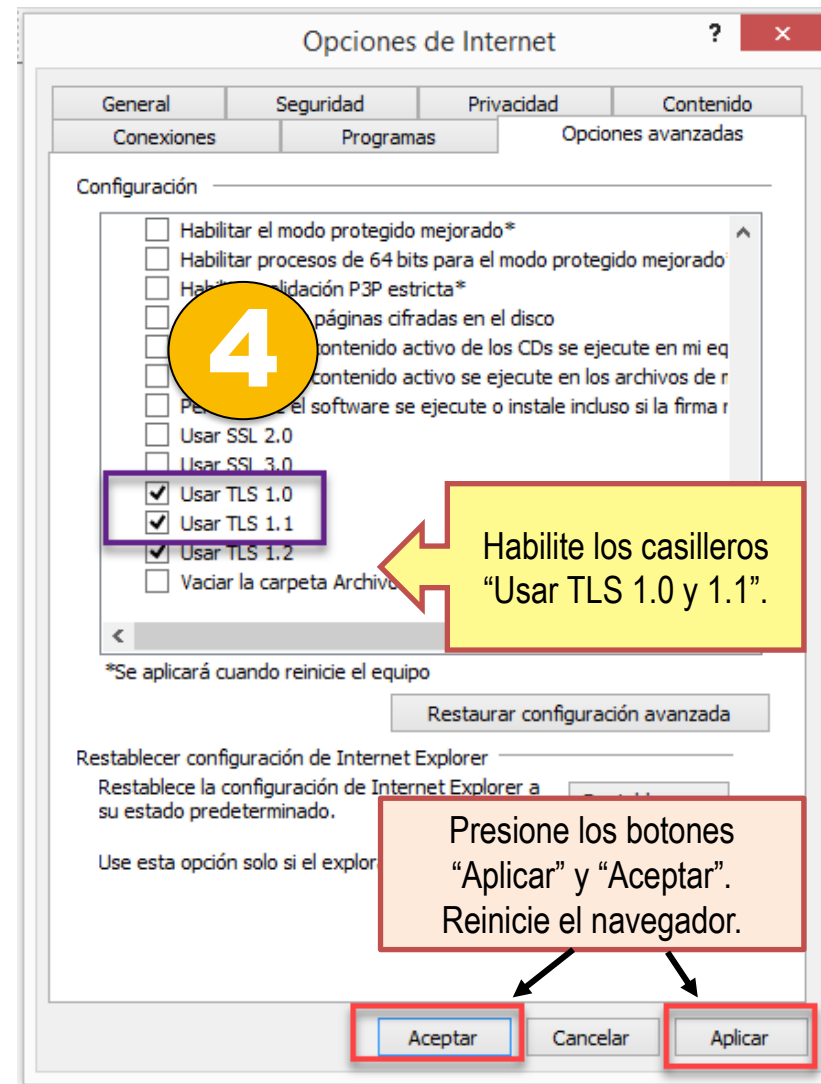 Opciones de Internet
?
×
General
Seguridad
Privacidad
Contenido
Conexiones
Programas
Opciones avanzadas
Configuración
Habilitar el modo protegido mejorado*
Habilitar procesos de 64 bits para el modo protegido mejorado
estricta*
4
páginas cifradas en el disco
contenido activo de los CDs se ejecute en mi eq
contenido activo se ejecute en los archivos de
el software se ejecute o instale incluso si la firma
Usar SSL 2.0
Usar SSL 3.0
Usar TLS 1.0
Usar TLS 1.1
Usar TLS 1.2
Vaciar la carpeta Archivo
Habilite los casilleros
“Usar TLS 1.0 y 1.1”.
*Se aplicará cuando reinicie el equipo
Restaurar configuración avanzada
Restablecer configuración de Internet Explorer
Restablece la configuración de Internet Explorer a
su estado predeterminado.
Use esta opción solo si el explor
Presione los botones
“Aplicar” y “Aceptar”.
Reinicie el navegador.
Aceptar
Cancelar
Aplicar